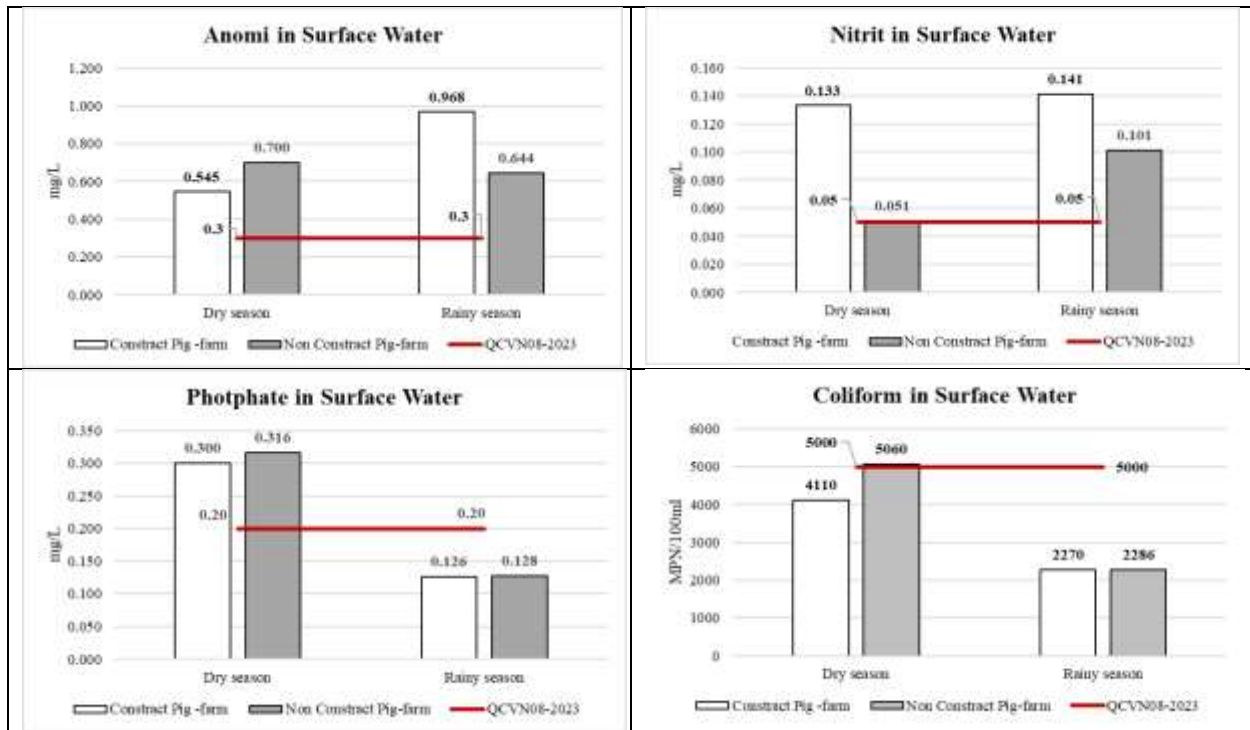 Anomi in Surface Water
1.200
1.000
0.800
0.600
0.400
0.200
0.000
mg/L
0.545
0.700
0.968
0.644
0.3
0.3
Dry season
Rainy season
Constract Pig -farm
Non Constract Pig-farm
QCVN08-2023
Nitrit in Surface Water
0.160
0.140
0.120
0.100
0.080
0.060
0.040
0.020
0.000
mg/L
0.133
0.051
0.141
0.101
0.05
0.05
Dry season
Rainy season
Constract Pig -farm
Non Constract Pig-farm
QCVN08-2023
Photphate in Surface Water
0.350
0.300
0.250
0.200
0.150
0.100
0.050
0.000
mg/L
0.300
0.316
0.126
0.128
0.20
0.20
Dry season
Rainy season
Constract Pig -farm
Non Constract Pig-farm
QCVN08-2023
Coliform in Surface Water
6000
5000
4000
3000
2000
1000
0
MPN/100ml
4110
5060
2270
2286
5000
5000
Dry season
Rainy season
Constract Pig -farm
Non Constract Pig-farm
QCVN08-2023